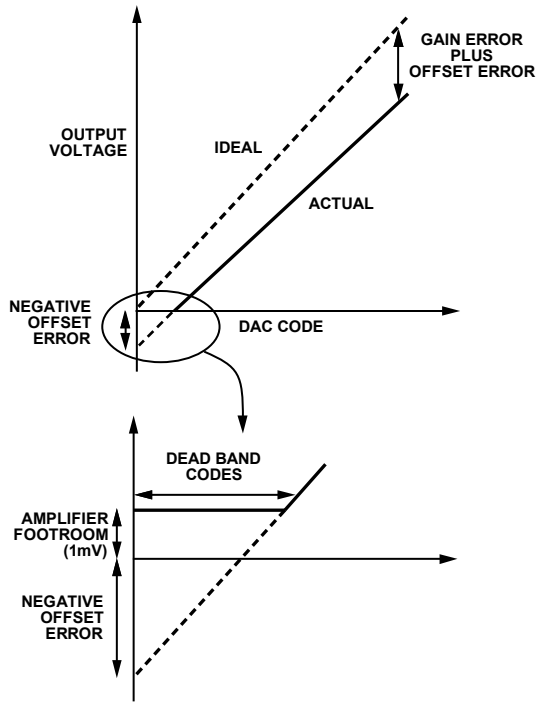 GAIN ERROR
PLUS
OFFSET ERROR
OUTPUT
VOLTAGE
IDEAL
ACTUAL
NEGATIVE
OFFSET
ERROR
DAC CODE
DEAD BAND
CODES
AMPLIFIER
FOOTROOM
(1mV)
NEGATIVE
OFFSET
ERROR